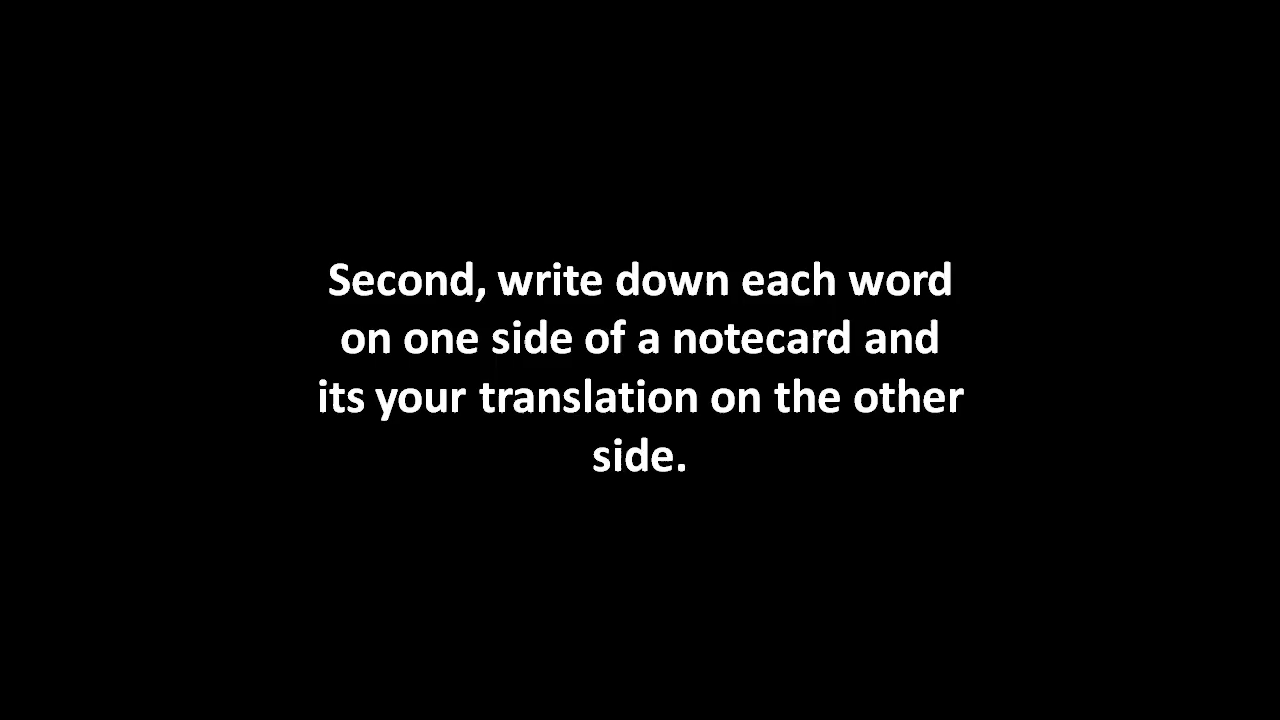 Second, write down each word
on one side of a notecard and
its your translation on the other
side.